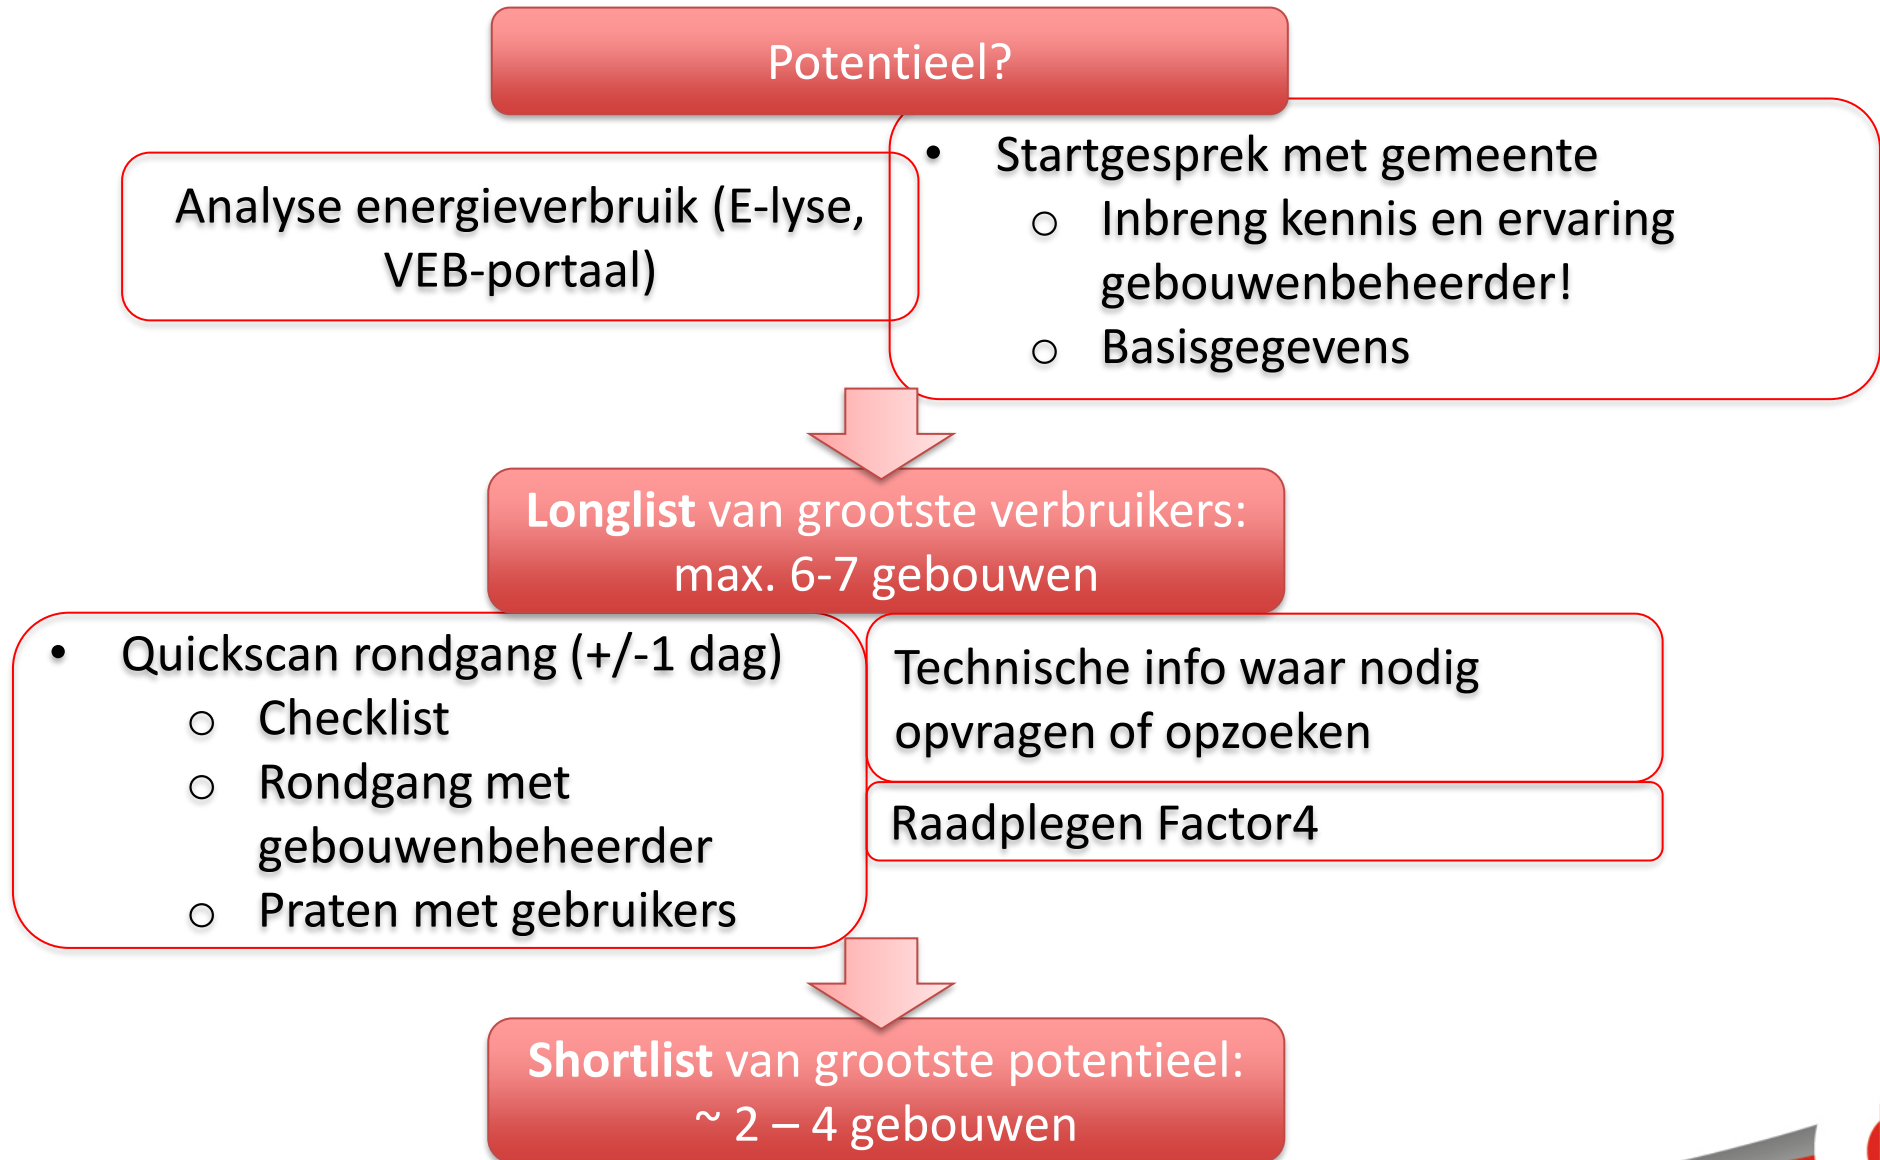 Potentieel?
Analyse energieverbruik (E-lyse,
VEB-portaal)
• Startgesprek met gemeente
o Inbreng kennis en ervaring
gebouwenbeheerder!
o Basisgegevens
Longlist van grootste verbruikers:
max. 6-7 gebouwen
• Quickscan rondgang (+/-1 dag)
o Checklist
o Rondgang met
gebouwenbeheerder
o Praten met gebruikers
Technische info waar nodig
opvragen of opzoeken
Raadplegen Factor4
Shortlist van grootste potentieel:
~ 2 – 4 gebouwen